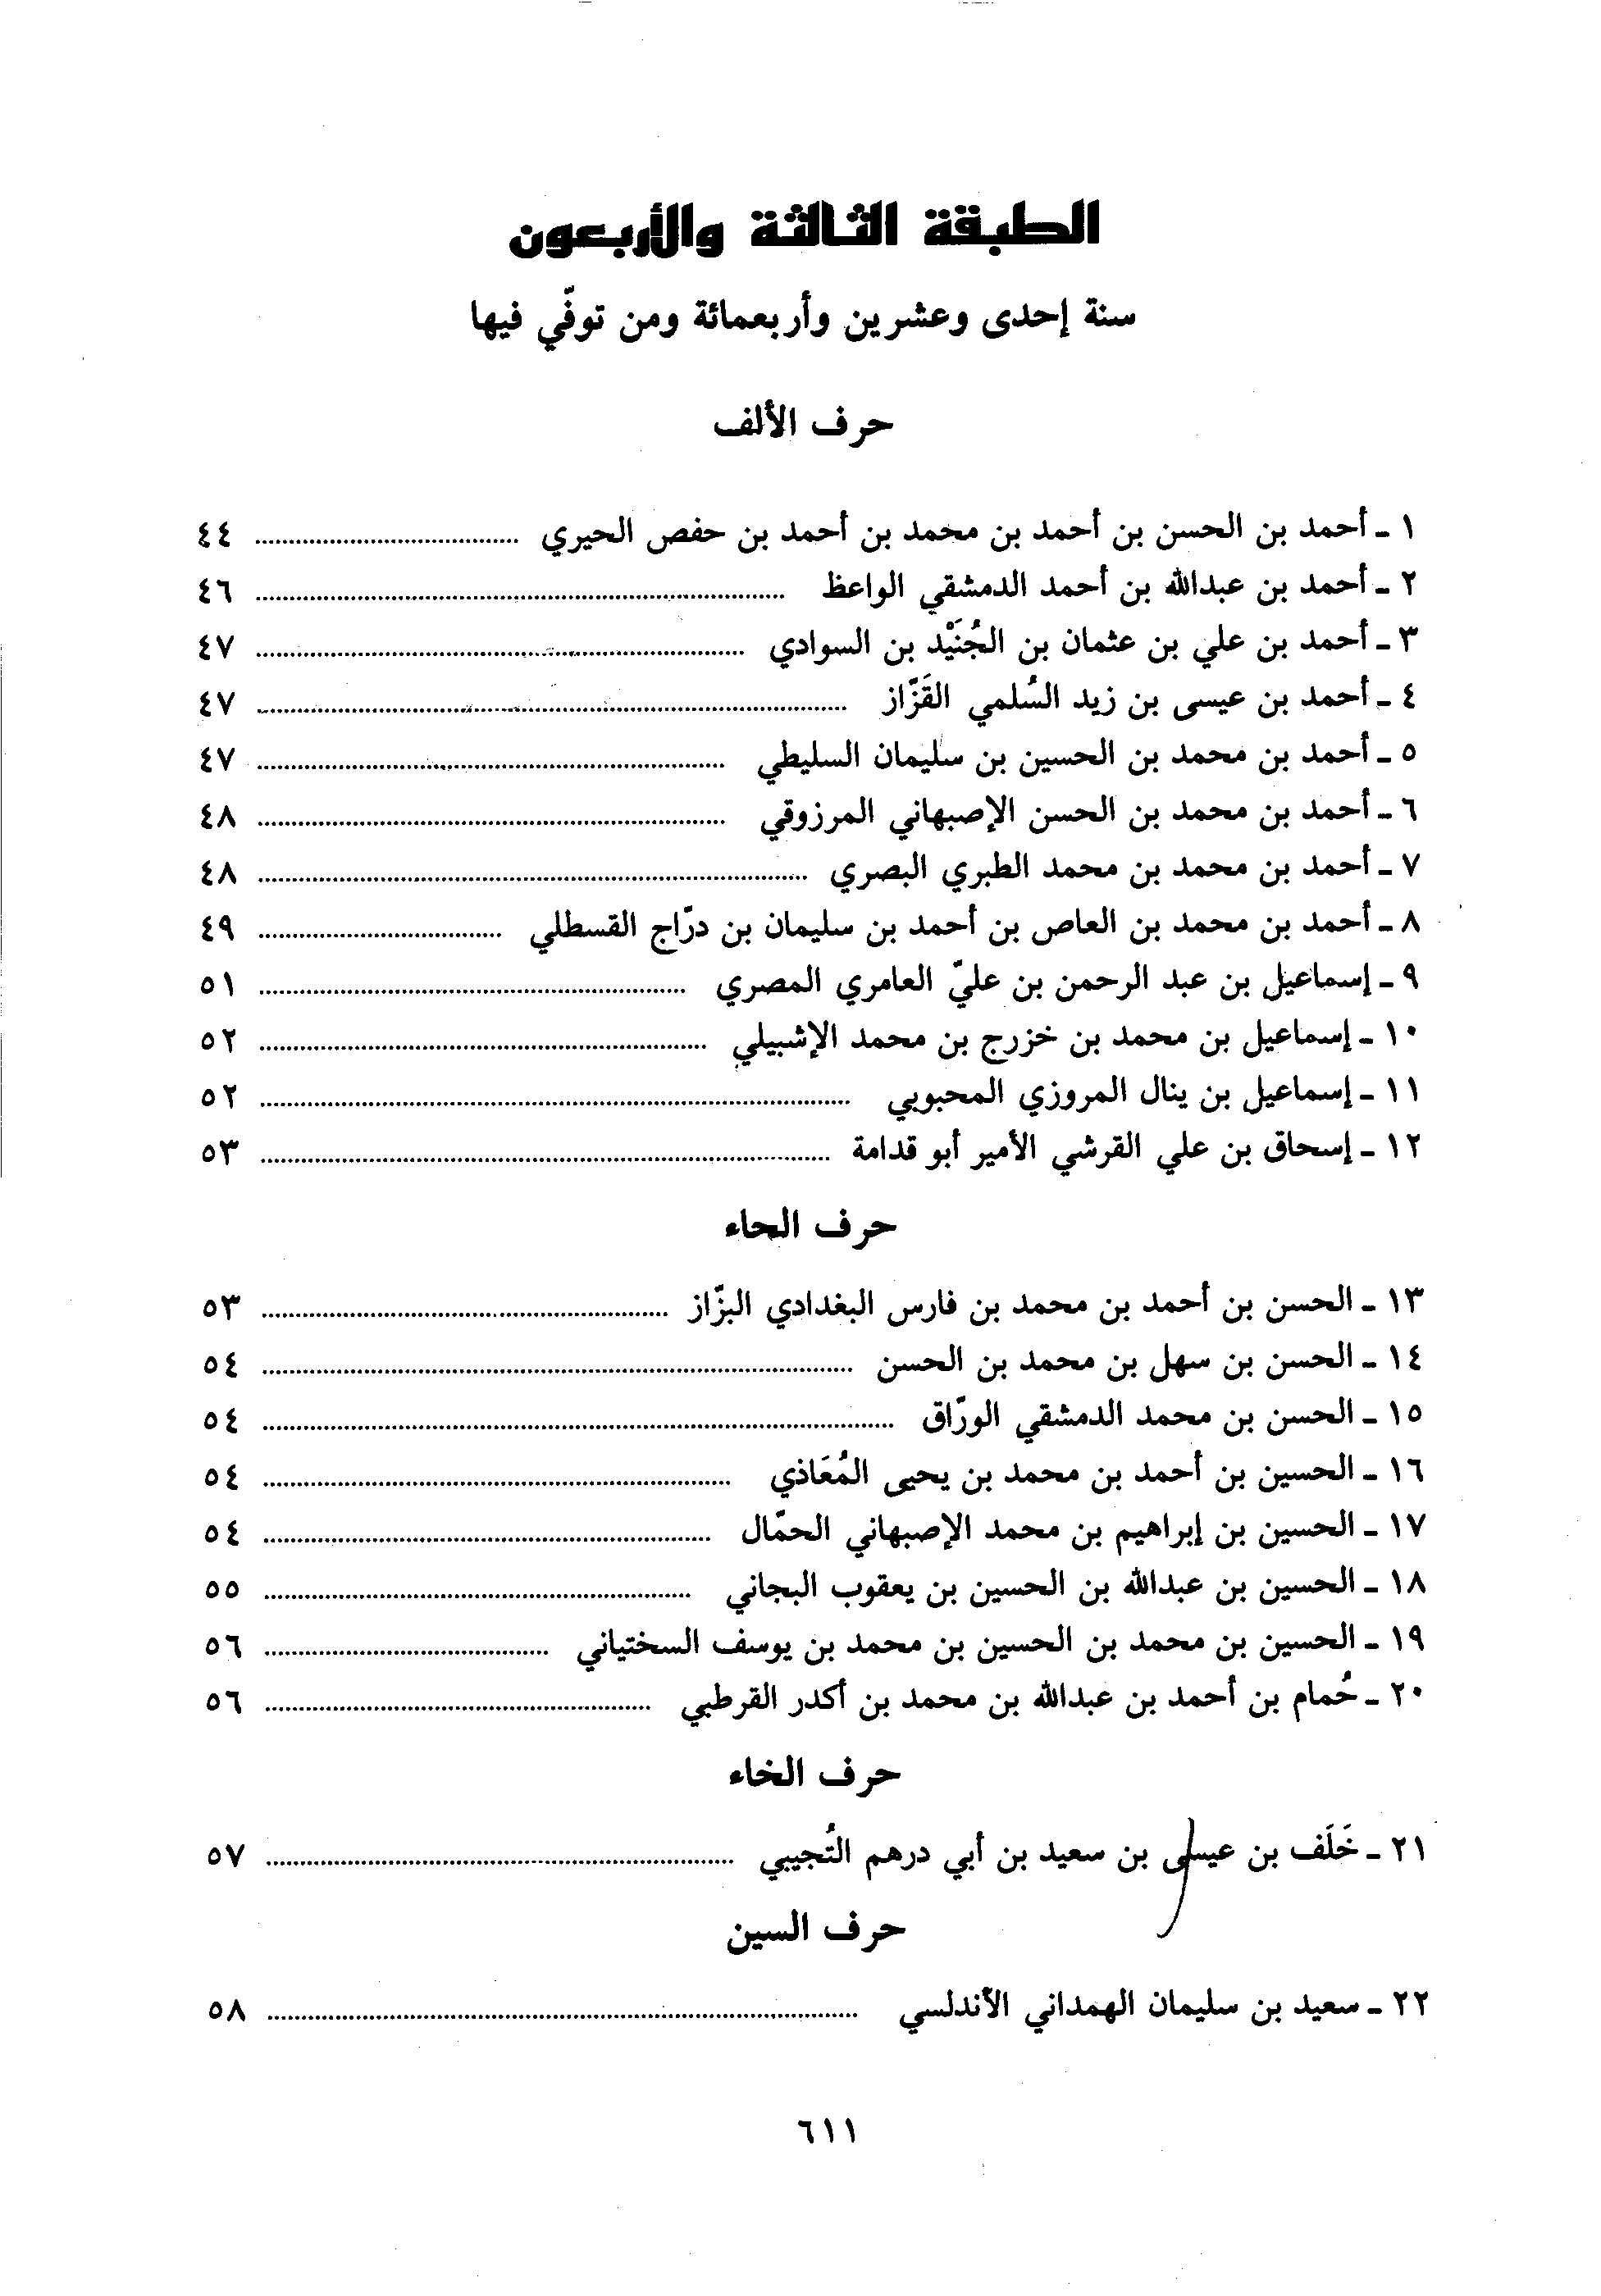 الطبقة الثالثة والأربعون
سنة إحدى وعشرين وأربعمائة ومن توفّي فيها
حرف الألف
١ - أحمد بن الحسن بن أحمد بن محمد بن أحمد بن حفص الحيري ........ ٤٤
٢ - أحمد بن عبدالله بن أحمد الدمشقي الواعظ ........ ٤٦
٣ - أحمد بن علي بن عثمان بن الجُنَيْد بن السوادي ........ ٤٧
٤ - أحمد بن عيسى بن زيد السُلمي القَزّاز ........ ٤٧
٥ - أحمد بن محمد بن الحسين بن سليمان السليطي ........ ٤٧
٦ - أحمد بن محمد بن الحسن الإصبهاني المرزوقي ........ ٤٨
٧ - أحمد بن محمد بن محمد الطبري البصري ........ ٤٨
٨ - أحمد بن محمد بن العاص بن أحمد بن سليمان بن درّاج القسطلي ........ ٤٩
٩ - إسماعيل بن عبد الرحمن بن عليّ العامري المصري ........ ٥١
١٠ - إسماعيل بن محمد بن خزرج بن محمد الإشبيلي ........ ٥٢
١١ - إسماعيل بن ينال المروزي المحبوبي ........ ٥٢
١٢ - إسحاق بن علي القرشي الأمير أبو قدامة ........ ٥٣
حرف الحاء
١٣ - الحسن بن أحمد بن محمد بن فارس البغدادي البزّاز ........ ٥٣
١٤ - الحسن بن سهل بن محمد بن الحسن ........ ٥٤
١٥ - الحسن بن محمد الدمشقي الورّاق ........ ٥٤
١٦ - الحسين بن أحمد بن محمد بن يحيى المُعَاذي ........ ٥٤
١٧ - الحسين بن إبراهيم بن محمد الإصبهاني الحمّال ........ ٥٤
١٨ - الحسين بن عبدالله بن الحسين بن يعقوب البجاني ........ ٥٥
١٩ - الحسين بن محمد بن الحسين بن محمد بن يوسف السختياني ........ ٥٦
٢٠ - حُمام بن أحمد بن عبدالله بن محمد بن أكدر القرطبي ........ ٥٦
حرف الخاء
٢١ - خَلَف بن عيسى بن سعيد بن أبي درهم التُجيبي ........ ٥٧
حرف السين
٢٢ - سعيد بن سليمان الهمداني الأندلسي ........ ٥٨
٦١١